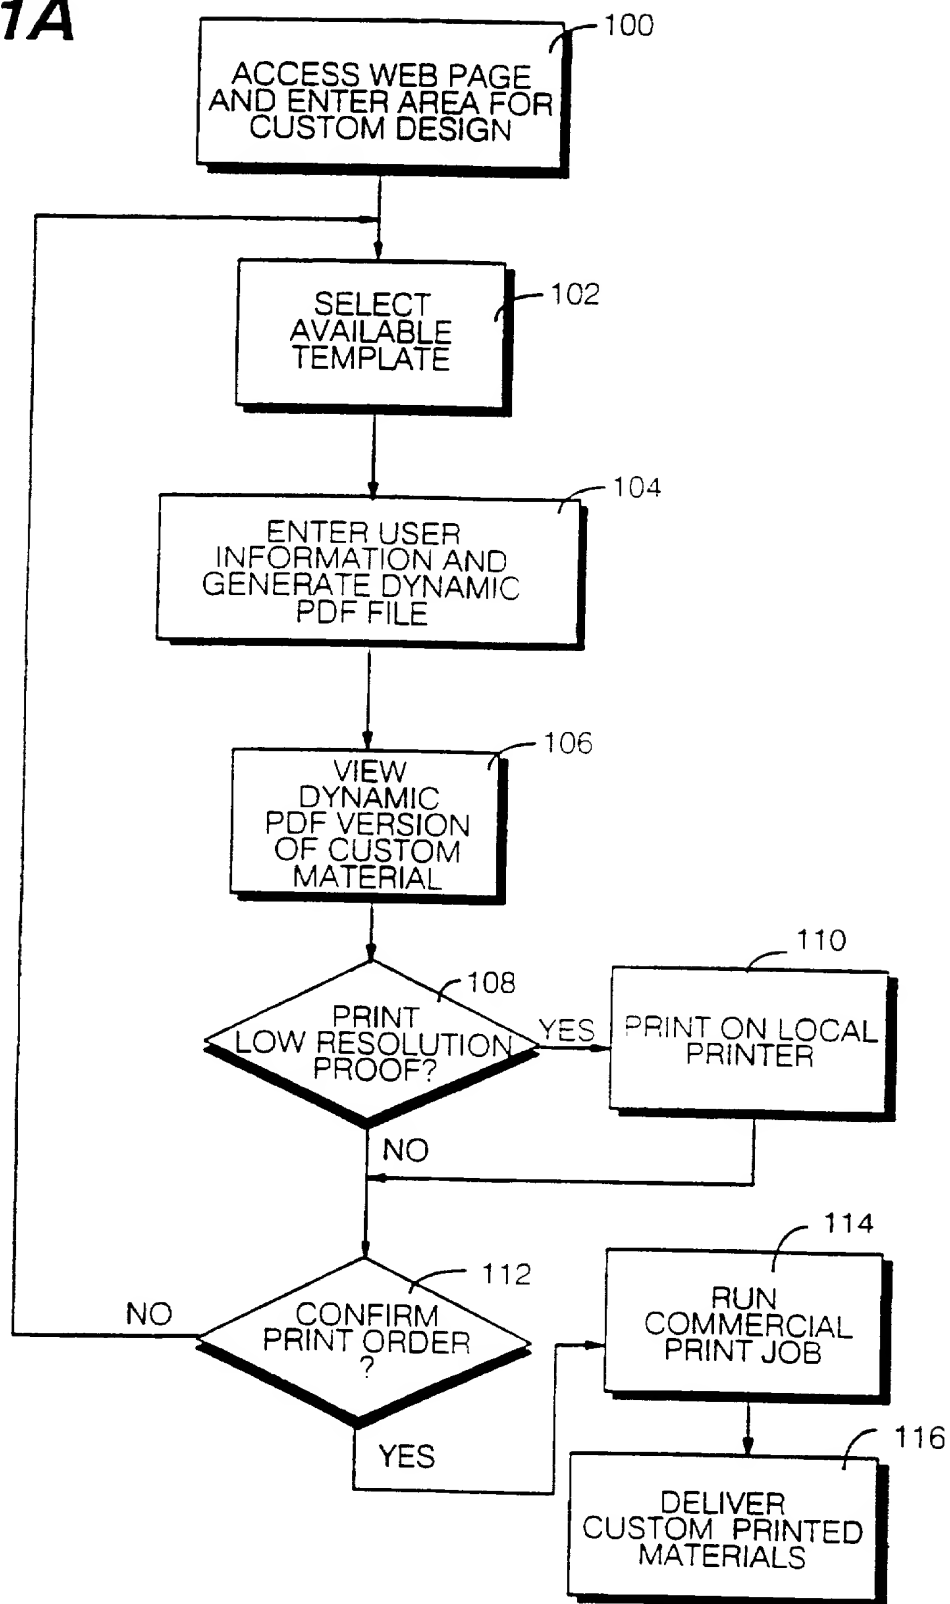 1A
100
ACCESS WEB PAGE
AND ENTER AREA FOR
CUSTOM DESIGN
102
SELECT
AVAILABLE
TEMPLATE
104
ENTER USER
INFORMATION AND
GENERATE DYNAMIC
PDF FILE
106
VIEW
DYNAMIC
PDF VERSION
OF CUSTOM
MATERIAL
108
PRINT
LOW RESOLUTION
PROOF?
YES
110
PRINT ON LOCAL
PRINTER
NO
112
CONFIRM
PRINT ORDER
?
NO
YES
114
RUN
COMMERCIAL
PRINT JOB
116
DELIVER
CUSTOM PRINTED
MATERIALS